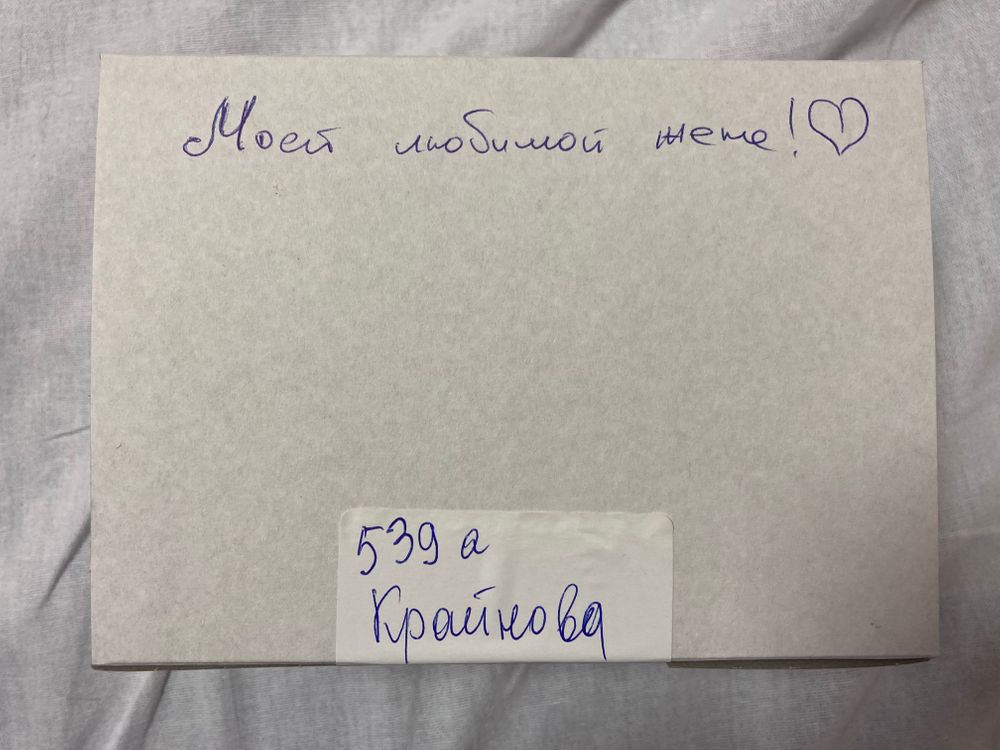 Моей любимой жене!♡
539 а
Крайнова